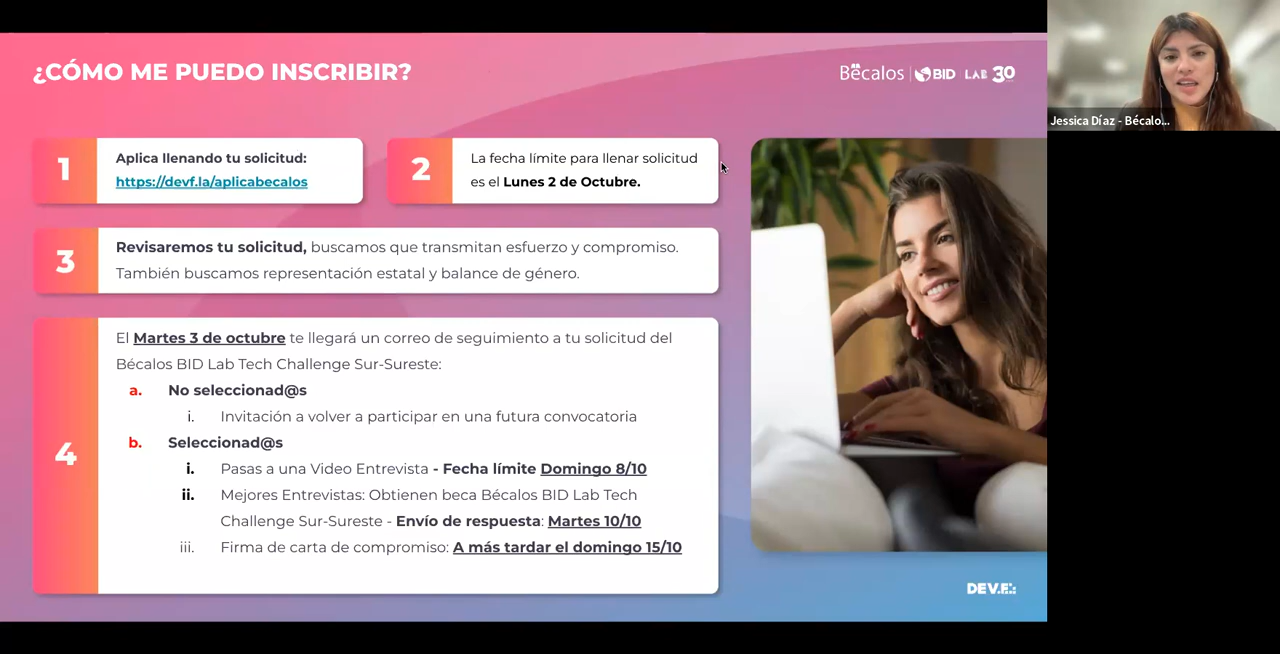 ¿CÓMO ME PUEDO INSCRIBIR?
Bécalos | BID LAB 30
Jessica Díaz - Bécalo...
1
Aplica llenando tu solicitud:
https://devf.la/aplicabecalos
2
La fecha límite para llenar solicitud
es el Lunes 2 de Octubre.
3
Revisaremos tu solicitud, buscamos que transmitan esfuerzo y compromiso.
También buscamos representación estatal y balance de género.
4
El Martes 3 de octubre te llegará un correo de seguimiento a tu solicitud del
Bécalos BID Lab Tech Challenge Sur-Sureste:
a. No seleccionad@s
i. Invitación a volver a participar en una futura convocatoria
b. Seleccionad@s
i. Pasas a una Video Entrevista - Fecha límite Domingo 8/10
ii. Mejores Entrevistas: Obtienen beca Bécalos BID Lab Tech
Challenge Sur-Sureste - Envío de respuesta: Martes 10/10
iii. Firma de carta de compromiso: A más tardar el domingo 15/10
DEV.F.: